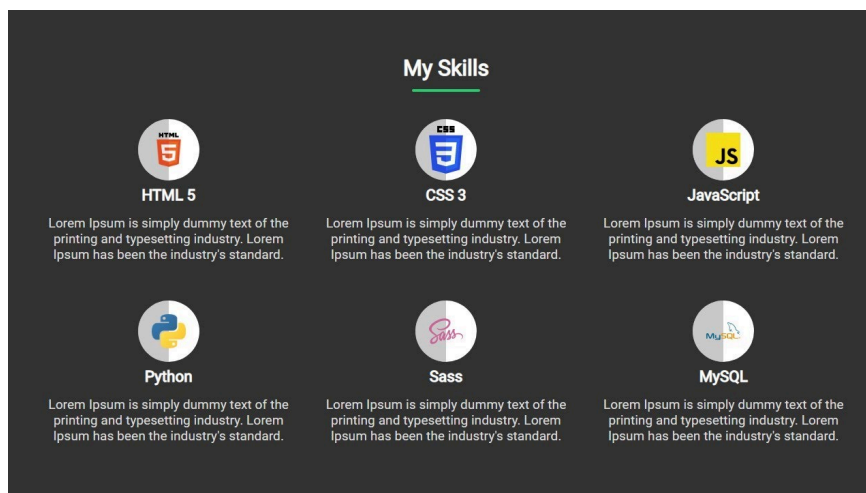 My Skills
HTML
5
HTML 5
Lorem Ipsum is simply dummy text of the
printing and typesetting industry. Lorem
Ipsum has been the industry's standard.
CSS
3
CSS 3
Lorem Ipsum is simply dummy text of the
printing and typesetting industry. Lorem
Ipsum has been the industry's standard.
JS
JavaScript
Lorem Ipsum is simply dummy text of the
printing and typesetting industry. Lorem
Ipsum has been the industry's standard.
Python
Lorem Ipsum is simply dummy text of the
printing and typesetting industry. Lorem
Ipsum has been the industry's standard.
Sass
Sass
Lorem Ipsum is simply dummy text of the
printing and typesetting industry. Lorem
Ipsum has been the industry's standard.
MySQL
MySQL
Lorem Ipsum is simply dummy text of the
printing and typesetting industry. Lorem
Ipsum has been the industry's standard.